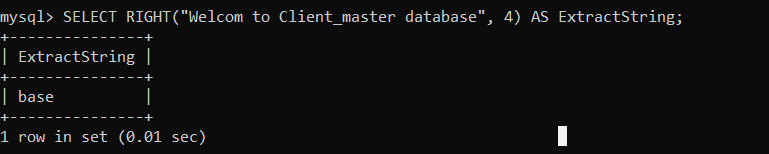 mysql> SELECT RIGHT("Welcom to Client_master database", 4) AS ExtractString;
+---------------+
| ExtractString |
+---------------+
| base          |
+---------------+
1 row in set (0.01 sec)